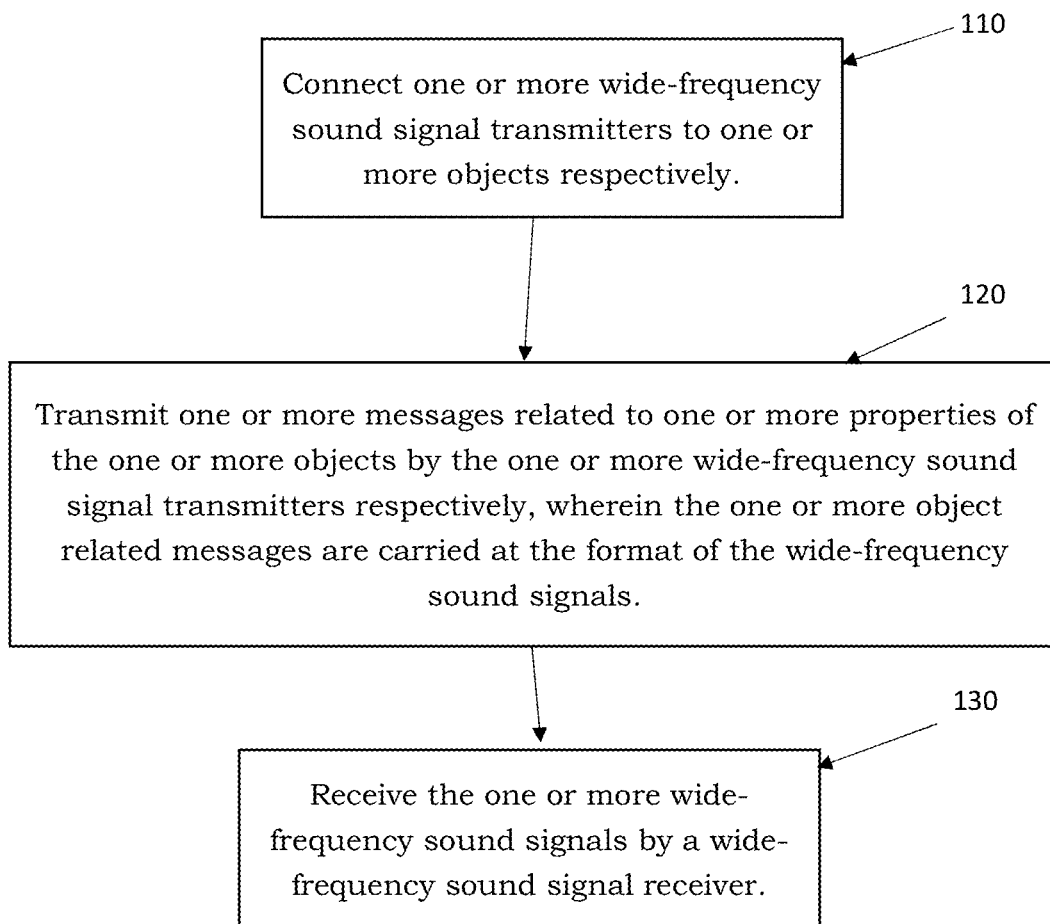 110
Connect one or more wide-frequency
sound signal transmitters to one or
more objects respectively.
120
Transmit one or more messages related to one or more properties of
the one or more objects by the one or more wide-frequency sound
signal transmitters respectively, wherein the one or more object
related messages are carried at the format of the wide-frequency
sound signals.
130
Receive the one or more wide-
frequency sound signals by a wide-
frequency sound signal receiver.